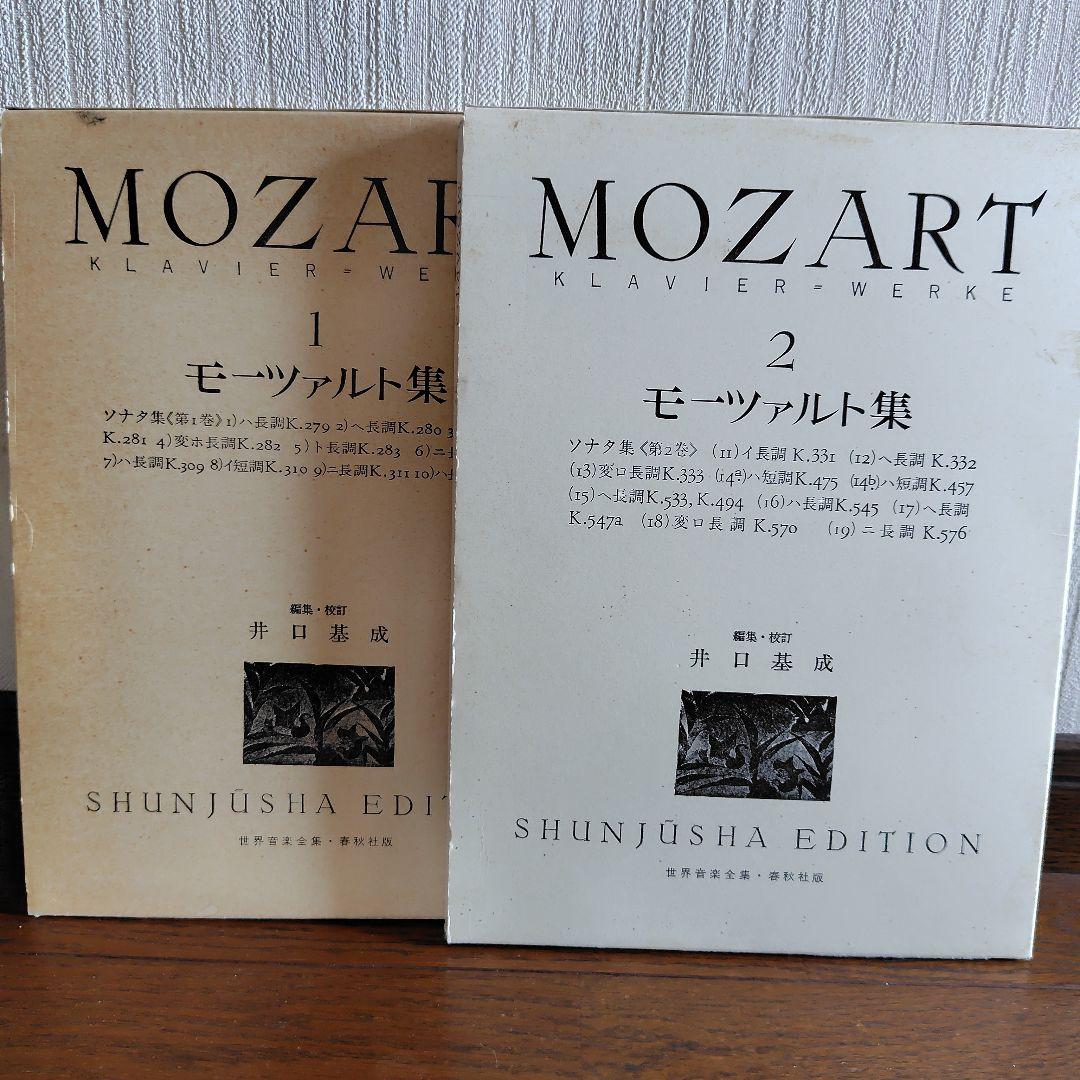 MOZAR
KLAVIER=WE
1
モーツァルト集
ソナタ集《第1巻》1)ハ長調K.279 2)ヘ長調K.280 3
K.281 4)変ホ長調K.282 5)ト長調K.283 6)ニ長
7)ハ長調K.309 8)イ短調K.310 9)ニ長調K.311 10)ハ
編集・校訂
井口基成
SHUNJŪSHA EDIT
世界音楽全集・春秋社版
MOZART
KLAVIER=WERKE
2
モーツァルト集
ソナタ集《第2巻》 (11)イ長調 K.331 (12)ヘ長調 K.332
(13)変ロ長調K.333 (14a)ハ短調K.475 (14b)ハ短調K.457
(15)ヘ長調K.533, K.494 (16)ハ長調K.545 (17)ヘ長調
K.547a (18)変ロ長調 K.570 (19)ニ長調 K.576
編集・校訂
井口基成
SHUNJŪSHA EDITION
世界音楽全集・春秋社版